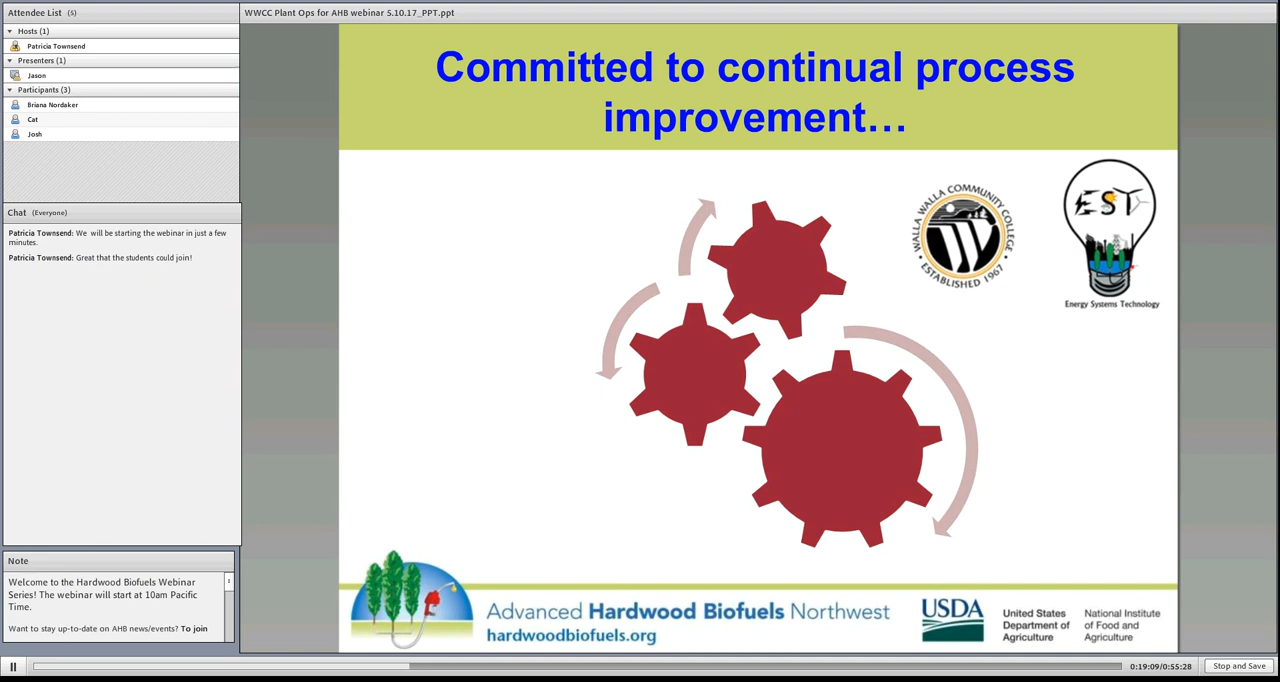 Attendee List (5)
Hosts (1)
Patricia Townsend
Presenters (1)
Jason
Participants (3)
Briana Nordaker
Cat
Josh
Chat (Everyone)
Patricia Townsend: We will be starting the webinar in just a few
minutes.
Patricia Townsend: Great that the students could join!
Note
Welcome to the Hardwood Biofuels Webinar
Series! The webinar will start at 10am Pacific
Time.
Want to stay up-to-date on AHB news/events? To join
WWCC Plant Ops for AHB webinar 5.10.17_PPT.ppt
Committed to continual process
improvement…
WALLA WALLA COMMUNITY COLLEGE
• ESTABLISHED 1967 •
EST
Energy Systems Technology
Advanced Hardwood Biofuels Northwest
hardwoodbiofuels.org
USDA
United States
Department of
Agriculture
National Institute
of Food and
Agriculture
0:19:09/0:55:28
Stop and Save